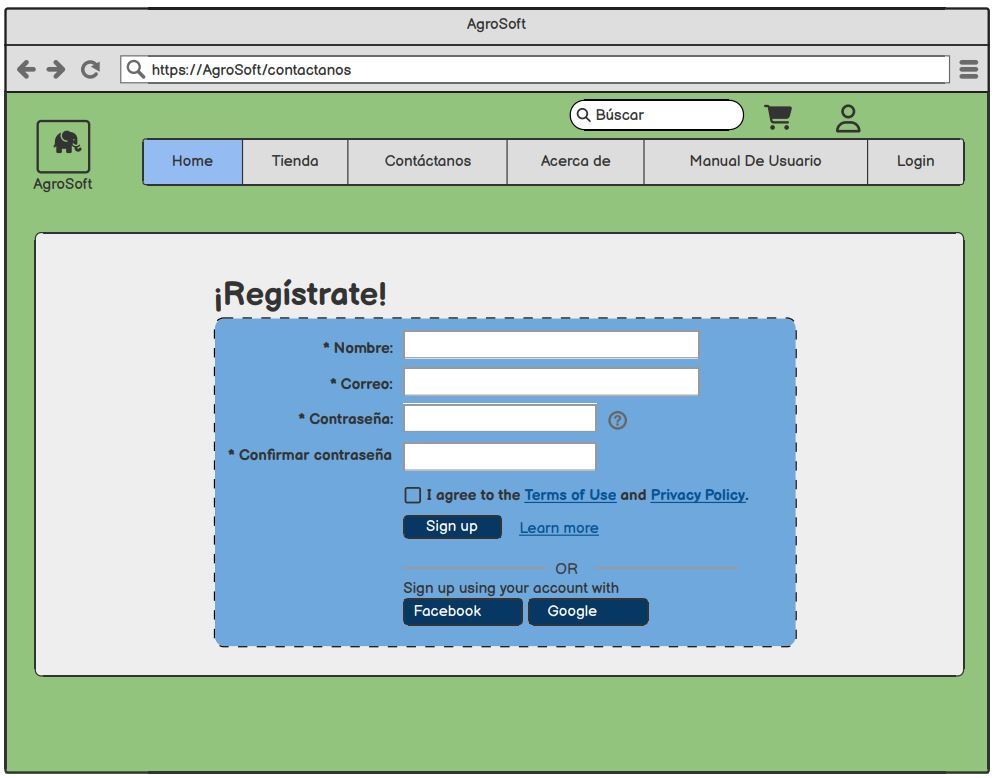 AgroSoft
https://AgroSoft/contactanos
Búscar
AgroSoft
Home Tienda Contáctanos Acerca de Manual De Usuario Login
¡Regístrate!
* Nombre:
* Correo:
* Contraseña: ?
* Confirmar contraseña
I agree to the Terms of Use and Privacy Policy.
Sign up Learn more
OR
Sign up using your account with
Facebook Google